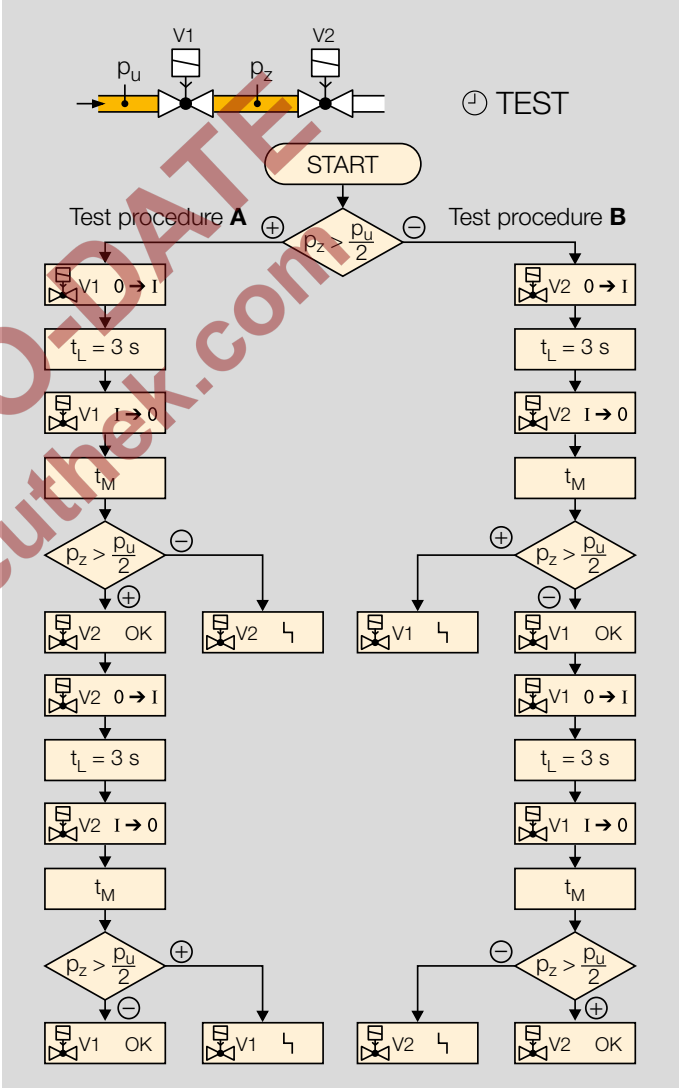 V1 V2
pu pz
TEST
START
Test procedure A ⊕ pz > pu/2 ⊖ Test procedure B
V1 0 → I
V2 0 → I
tL = 3 s
tL = 3 s
V1 I → 0
V2 I → 0
tM
tM
pz > pu/2 ⊖
⊕ pz > pu/2
⊕
⊖
V2 OK
V2
V1
V1 OK
V2 0 → I
V1 0 → I
tL = 3 s
tL = 3 s
V2 I → 0
V1 I → 0
tM
tM
pz > pu/2 ⊕
⊖ pz > pu/2
⊖
⊕
V1 OK
V1
V2
V2 OK
O-DATE
uthek.com